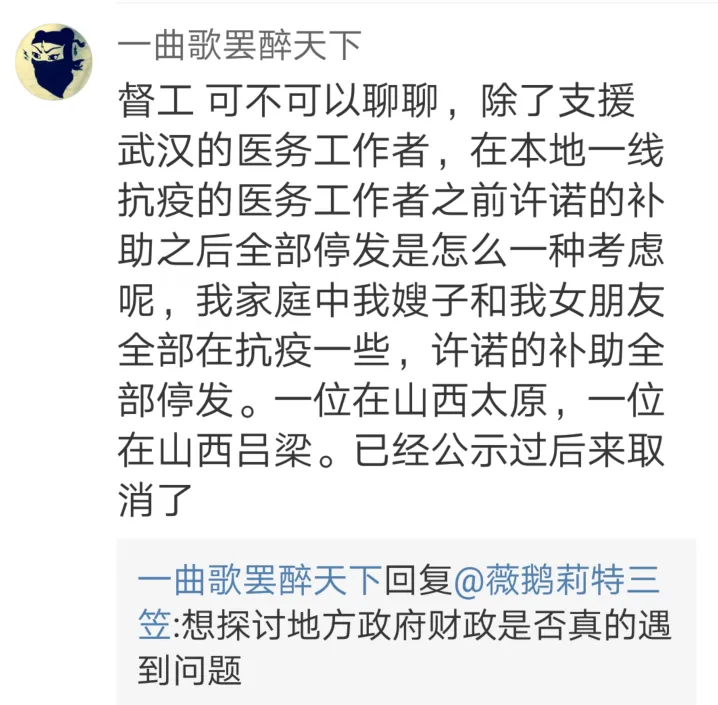 一曲歌罢醉天下
督工 可不可以聊聊，除了支援
武汉的医务工作者，在本地一线
抗疫的医务工作者之前许诺的补
助之后全部停发是怎么一种考虑
呢，我家庭中我嫂子和我女朋友
全部在抗疫一些，许诺的补助全
部停发。一位在山西太原，一位
在山西吕梁。已经公示过后来取
消了
一曲歌罢醉天下回复@薇鹅莉特三
笠:想探讨地方政府财政是否真的遇
到问题